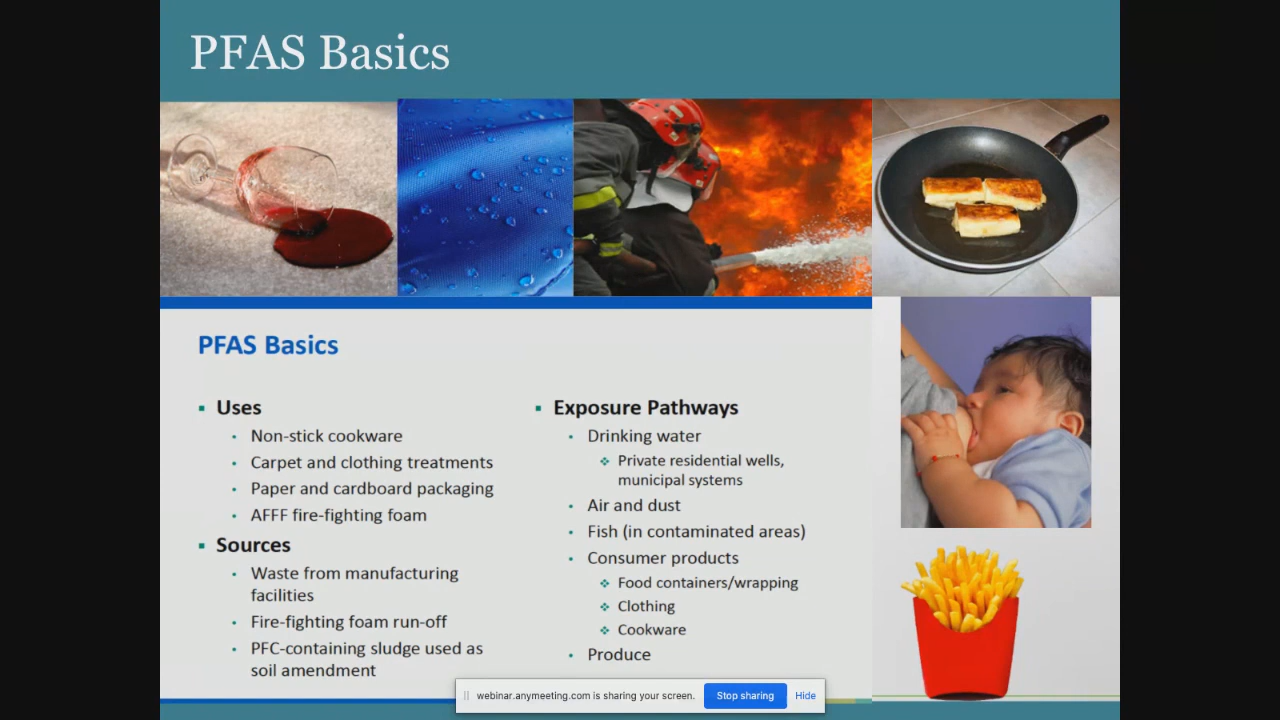 PFAS Basics
PFAS Basics
Uses
Non-stick cookware
Carpet and clothing treatments
Paper and cardboard packaging
AFFF fire-fighting foam
Sources
Waste from manufacturing
facilities
Fire-fighting foam run-off
PFC-containing sludge used as
soil amendment
Exposure Pathways
Drinking water
Private residential wells,
municipal systems
Air and dust
Fish (in contaminated areas)
Consumer products
Food containers/wrapping
Clothing
Cookware
Produce
webinar.anymeeting.com is sharing your screen. Stop sharing Hide